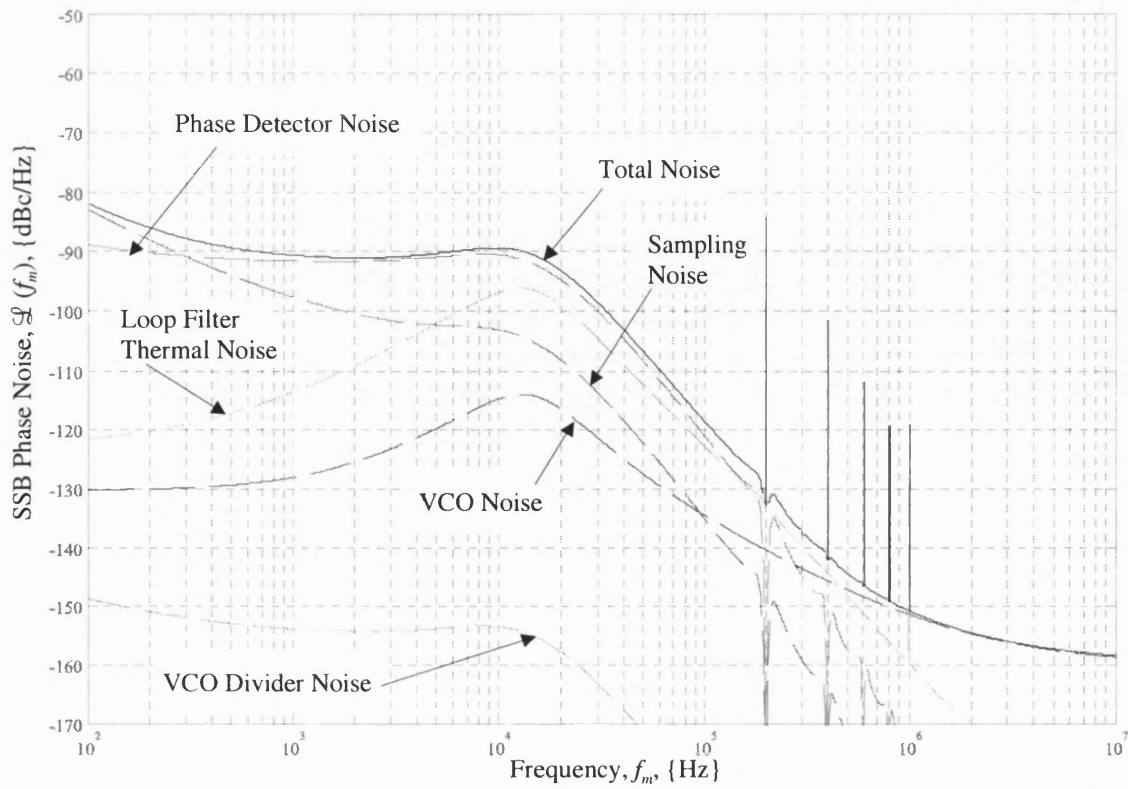 -50
-60
-70
-80
-90
-100
-110
-120
-130
-140
-150
-160
-170
SSB Phase Noise, ℒ (fₘ), {dBc/Hz}
Phase Detector Noise
Total Noise
Sampling
Noise
Loop Filter
Thermal Noise
VCO Noise
VCO Divider Noise
10²
10³
10⁴
10⁵
10⁶
10⁷
Frequency, fₘ, {Hz}